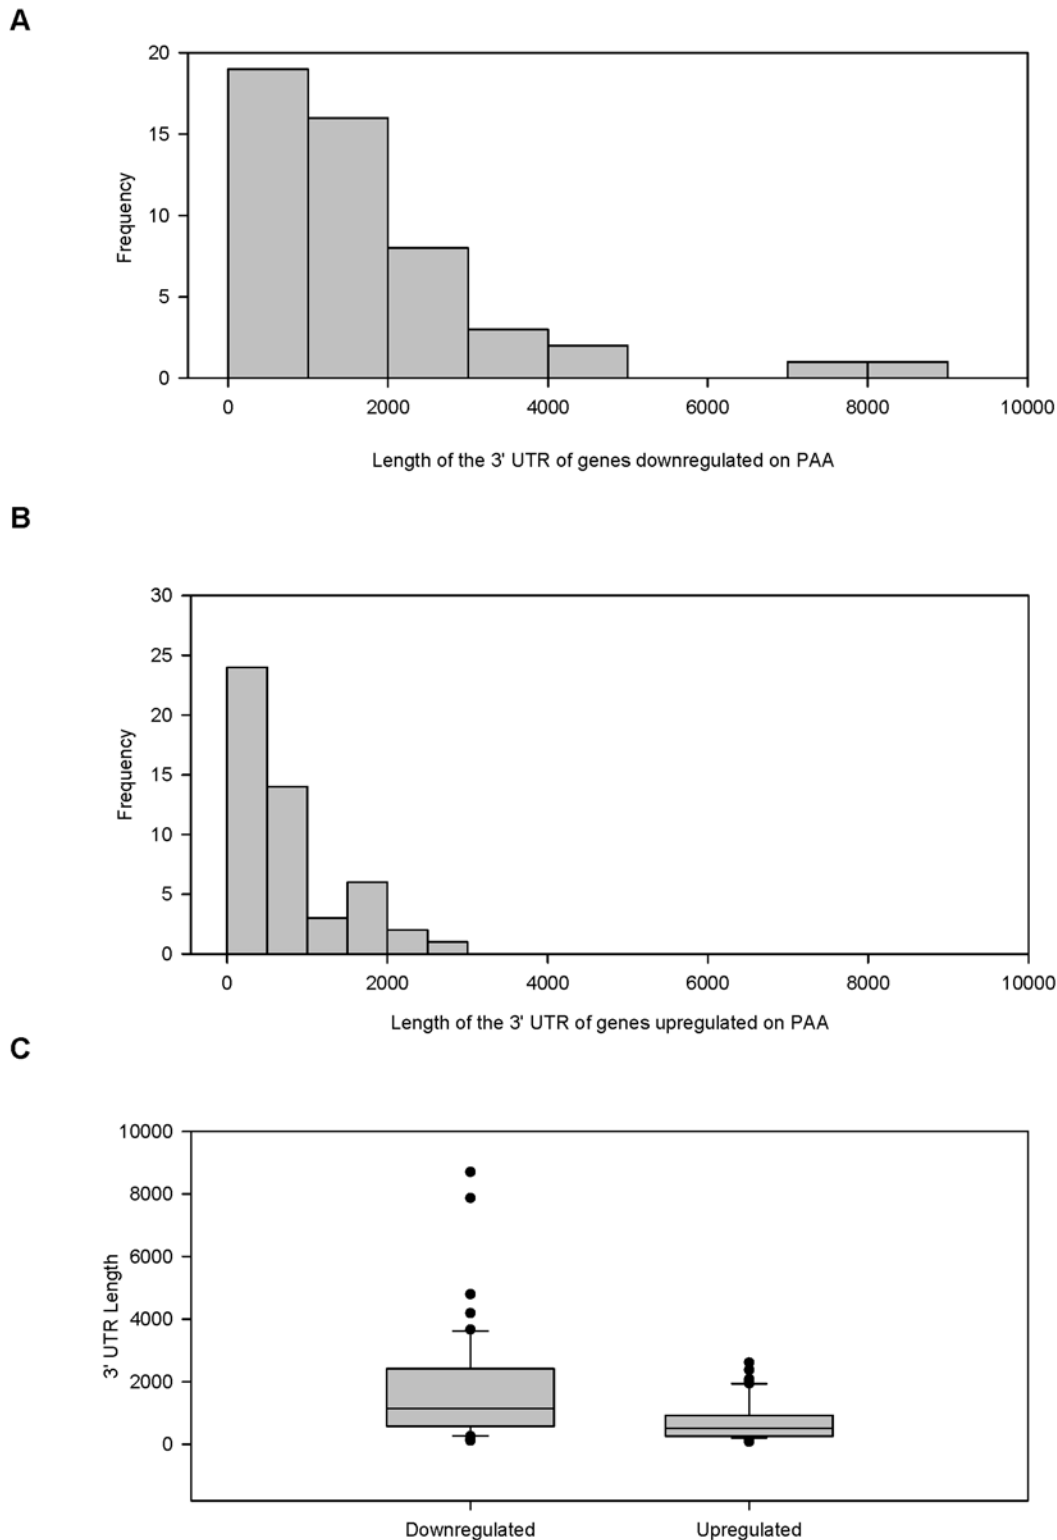 A
20
15
10
5
0
Frequency
0 2000 4000 6000 8000 10000
Length of the 3' UTR of genes downregulated on PAA
B
30
25
20
15
10
5
0
Frequency
0 2000 4000 6000 8000 10000
Length of the 3' UTR of genes upregulated on PAA
C
10000
8000
6000
4000
2000
0
3' UTR Length
Downregulated Upregulated